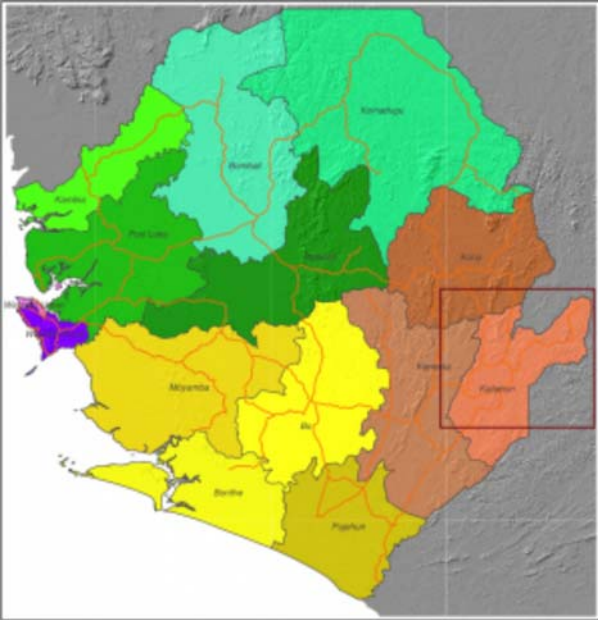 Koinadugu
Bombali
Kambia
Port Loko
Tonkolili
Kono
Kenema
Kailahun
Moyamba
Bo
Bonthe
Pujehun